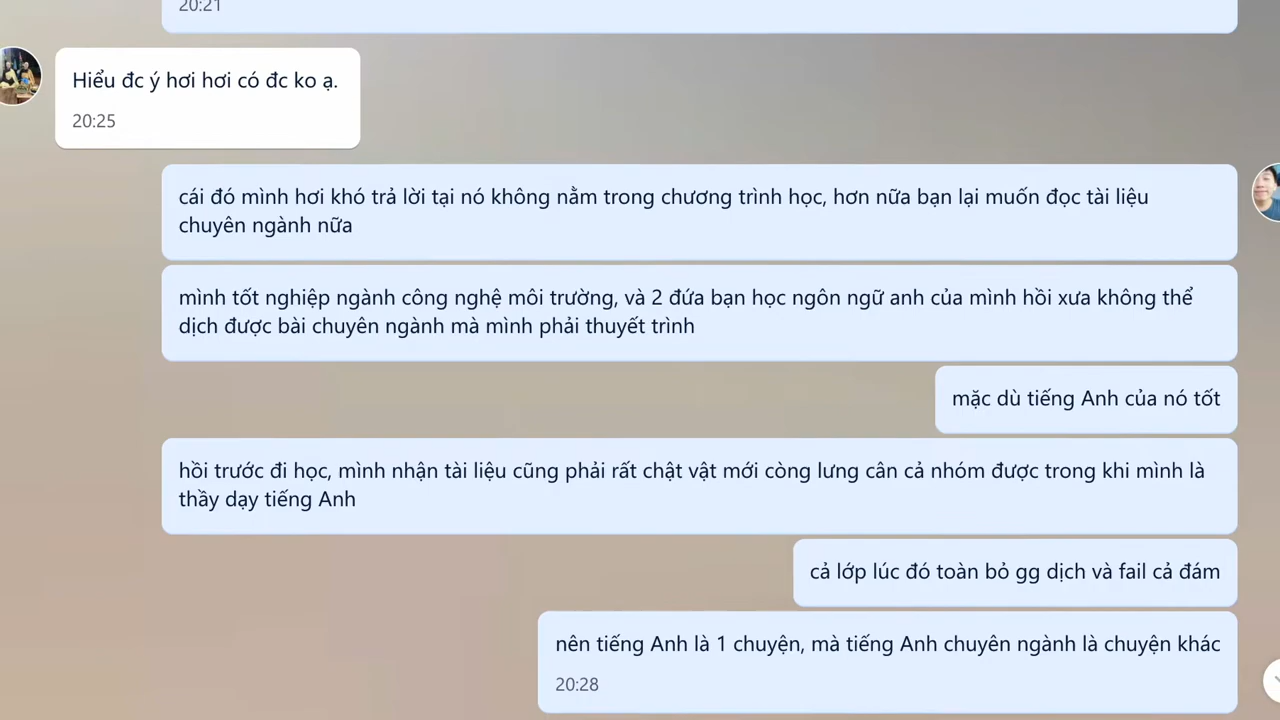 20:21
Hiểu đc ý hơi hơi có đc ko ạ.
20:25
cái đó mình hơi khó trả lời tại nó không nằm trong chương trình học, hơn nữa bạn lại muốn đọc tài liệu
chuyên ngành nữa
mình tốt nghiệp ngành công nghệ môi trường, và 2 đứa bạn học ngôn ngữ anh của mình hồi xưa không thể
dịch được bài chuyên ngành mà mình phải thuyết trình
mặc dù tiếng Anh của nó tốt
hồi trước đi học, mình nhận tài liệu cũng phải rất chật vật mới còng lưng cân cả nhóm được trong khi mình là
thầy dạy tiếng Anh
cả lớp lúc đó toàn bỏ gg dịch và fail cả đám
nên tiếng Anh là 1 chuyện, mà tiếng Anh chuyên ngành là chuyện khác
20:28